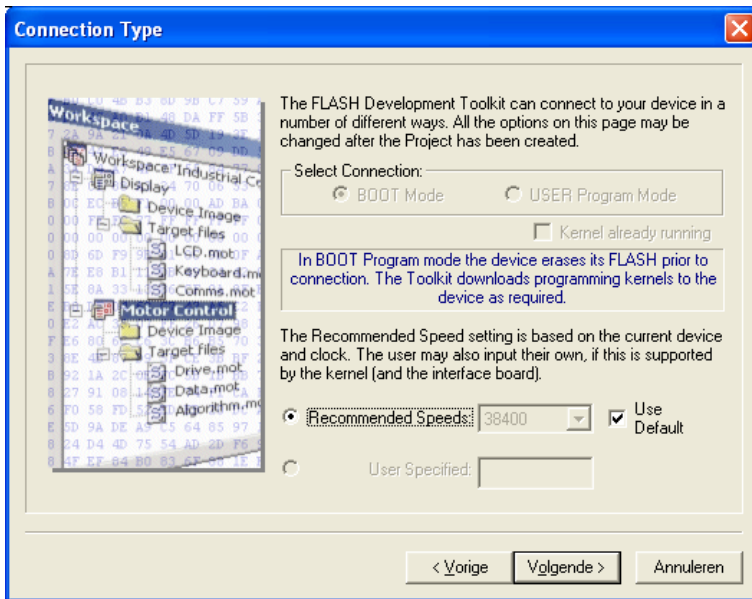 Connection Type
Workspace
Workspace "Industrial Co
Display
Device Image
Target files
LCD.mot
Keyboard.mo
Comms.mot
Motor Control
Device Image
Target files
Drive.mot
Data.mot
Algorithm.mo
The FLASH Development Toolkit can connect to your device in a
number of different ways. All the options on this page may be
changed after the Project has been created.
Select Connection:
BOOT Mode
USER Program Mode
Kernel already running
In BOOT Program mode the device erases its FLASH prior to
connection. The Toolkit downloads programming kernels to the
device as required.
The Recommended Speed setting is based on the current device
and clock. The user may also input their own, if this is supported
by the kernel (and the interface board).
Recommended Speeds:
38400
Use
Default
User Specified:
< Vorige
Volgende >
Annuleren